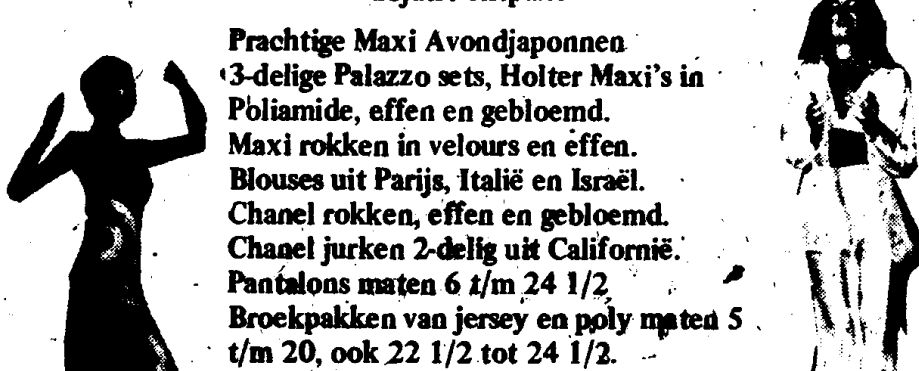 Prachtige Maxi Avondjaponnen
3-delige Palazzo sets, Holter Maxi's in
Poliamide, effen en gebloemd.
Maxi rokken in velours en effen.
Blouses uit Parijs, Italië en Israël.
Chanel rokken, effen en gebloemd.
Chanel jurken 2-delig uit Californië.
Pantalons maten 6 t/m 24 1/2
Broekpakken van jersey en poly maten 5
t/m 20, ook 22 1/2 tot 24 1/2.